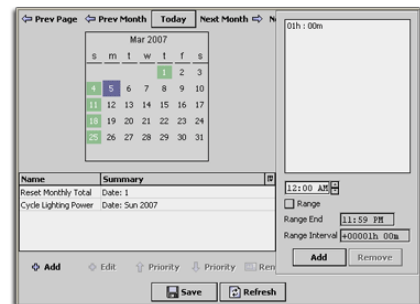 Prev Page Prev Month Today Next Month N
Mar 2007
s m t w t f s
1 2 3
4 5 6 7 8 9 10
11 12 13 14 15 16 17
18 19 20 21 22 23 24
25 26 27 28 29 30 31
Name Summary
Reset Monthly Total Date: 1
Cycle Lighting Power Date: Sun 2007
Add Edit Priority Priority Ren
Save Refresh
01h : 00m
12:00 AM
Range
Range End 11:59 PM
Range Interval +00001h 00m
Add Remove